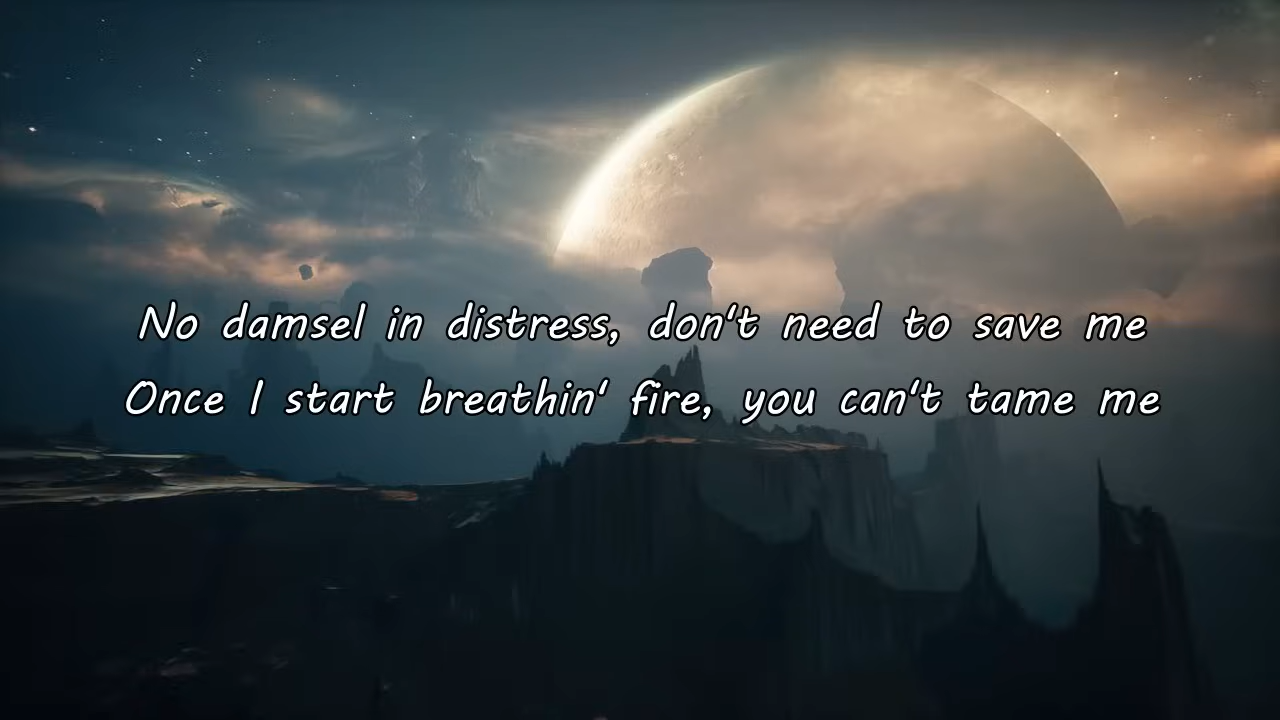 No damsel in distress, don't need to save me
Once I start breathin' fire, you can't tame me